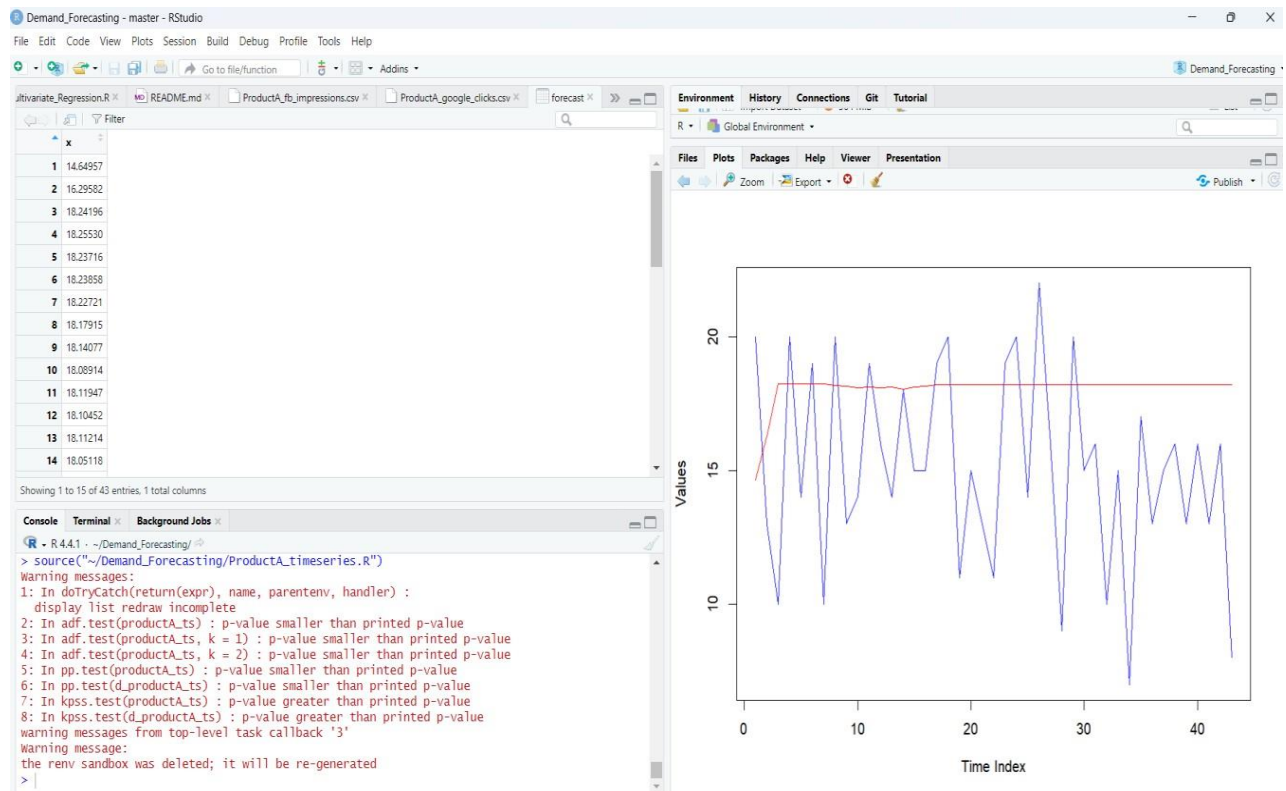 Demand_Forecasting - master - RStudio
File Edit Code View Plots Session Build Debug Profile Tools Help
Go to file/function Addins Demand_Forecasting
ultivariate_Regression.R README.md ProductA_fb_impressions.csv ProductA_google_clicks.csv forecast
Filter
x
1 14.64957
2 16.29582
3 18.24196
4 18.25530
5 18.23716
6 18.23858
7 18.22721
8 18.17915
9 18.14077
10 18.08914
11 18.11947
12 18.10452
13 18.11214
14 18.05118
Showing 1 to 15 of 43 entries, 1 total columns
Console Terminal Background Jobs
R 4.4.1 · ~/Demand_Forecasting/
> source("~/Demand_Forecasting/ProductA_timeseries.R")
Warning messages:
1: In doTryCatch(return(expr), name, parentenv, handler) :
display list redraw incomplete
2: In adf.test(productA_ts) : p-value smaller than printed p-value
3: In adf.test(productA_ts, k = 1) : p-value smaller than printed p-value
4: In adf.test(productA_ts, k = 2) : p-value smaller than printed p-value
5: In pp.test(productA_ts) : p-value smaller than printed p-value
6: In pp.test(d_productA_ts) : p-value smaller than printed p-value
7: In kpss.test(productA_ts) : p-value greater than printed p-value
8: In kpss.test(d_productA_ts) : p-value greater than printed p-value
warning messages from top-level task callback '3'
Warning message:
the renv sandbox was deleted; it will be re-generated
>
Environment History Connections Git Tutorial
R Global Environment
Files Plots Packages Help Viewer Presentation
Zoom Export Publish
Values
20
15
10
0 10 20 30 40
Time Index